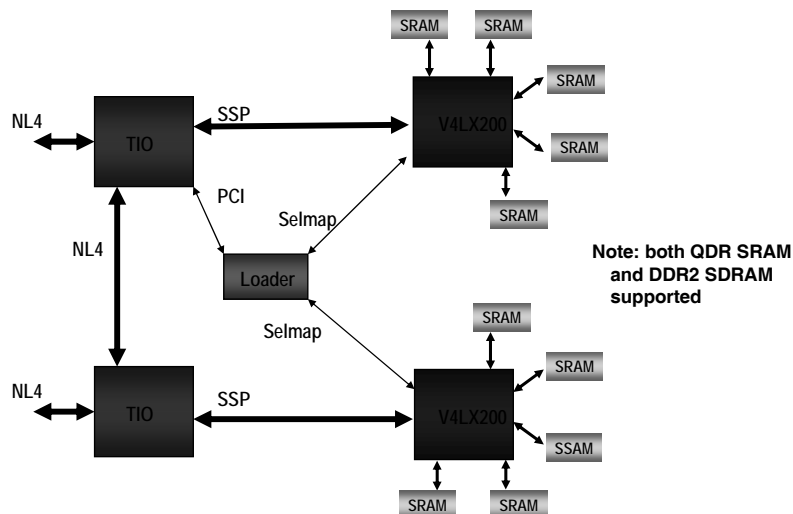 SRAM
SRAM
SRAM
NL4
SSP
TIO
V4LX200
SRAM
PCI
SRAM
Selmap
NL4
Loader
Note: both QDR SRAM
and DDR2 SDRAM
supported
SRAM
Selmap
SRAM
NL4
SSP
TIO
V4LX200
SSAM
SRAM
SRAM